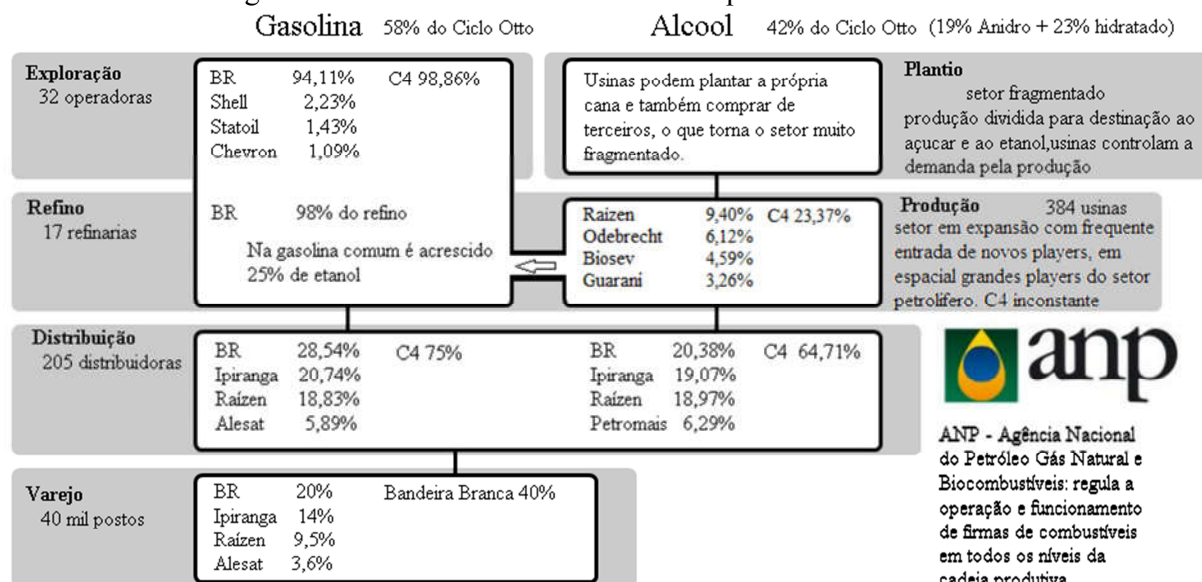 Gasolina 58% do Ciclo Otto
Alcool 42% do Ciclo Otto (19% Anidro + 23% hidratado)
Exploração
32 operadoras
BR 94,11% C4 98,86%
Shell 2,23%
Statoil 1,43%
Chevron 1,09%
Usinas podem plantar a própria
cana e também comprar de
terceiros, o que torna o setor muito
fragmentado.
Plantio
setor fragmentado
produção dividida para destinação ao
açucar e ao etanol,usinas controlam a
demanda pela produção
Refino
17 refinarias
BR 98% do refino
Na gasolina comum é acrescido
25% de etanol
Raizen 9,40% C4 23,37%
Odebrecht 6,12%
Biosev 4,59%
Guarani 3,26%
Produção 384 usinas
setor em expansão com frequente
entrada de novos players, em
espacial grandes players do setor
petrolífero. C4 inconstante
Distribuição
205 distribuidoras
BR 28,54% C4 75%
Ipiranga 20,74%
Raízen 18,83%
Alesat 5,89%
BR 20,38% C4 64,71%
Ipiranga 19,07%
Raízen 18,97%
Petromais 6,29%
anp
ANP - Agência Nacional
do Petróleo Gás Natural e
Biocombustíveis: regula a
operação e funcionamento
de firmas de combustíveis
em todos os níveis da
cadeia produtiva
Varejo
40 mil postos
BR 20% Bandeira Branca 40%
Ipiranga 14%
Raízen 9,5%
Alesat 3,6%